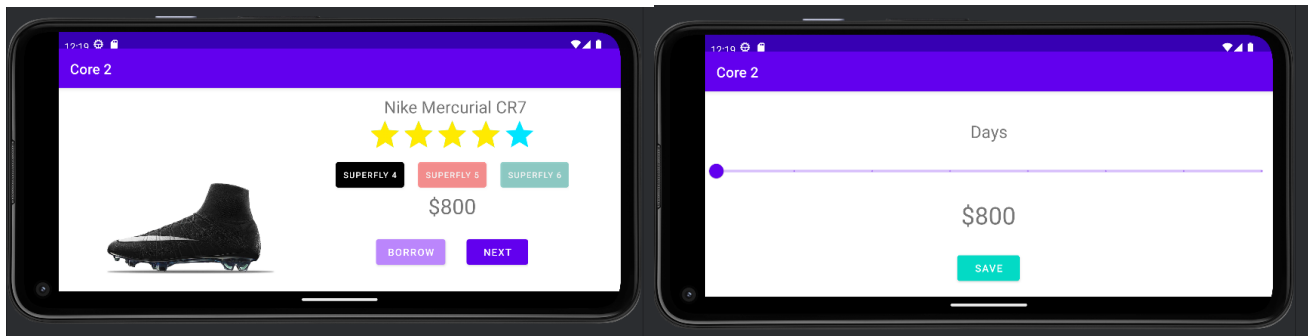 12:19
Core 2
Nike Mercurial CR7
SUPERFLY 4 SUPERFLY 5 SUPERFLY 6
$800
BORROW NEXT
12:19
Core 2
Days
$800
SAVE